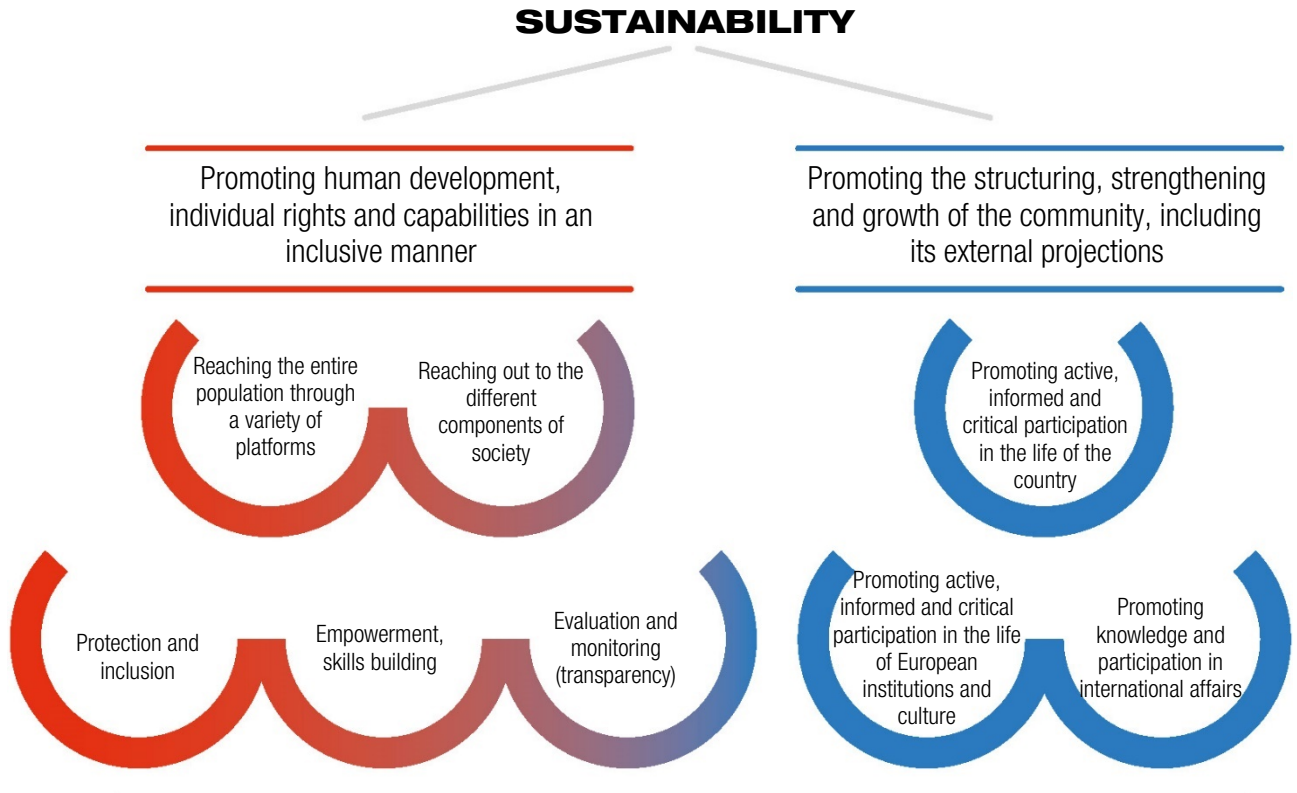 SUSTAINABILITY
Promoting human development,
individual rights and capabilities in an
inclusive manner
Promoting the structuring, strengthening
and growth of the community, including
its external projections
Reaching the entire
population through
a variety of
platforms
Reaching out to the
different
components of
society
Promoting active,
informed and
critical participation
in the life of the
country
Protection and
inclusion
Empowerment,
skills building
Evaluation and
monitoring
(transparency)
Promoting active,
informed and critical
participation in the life
of European
institutions and
culture
Promoting
knowledge and
participation in
international affairs